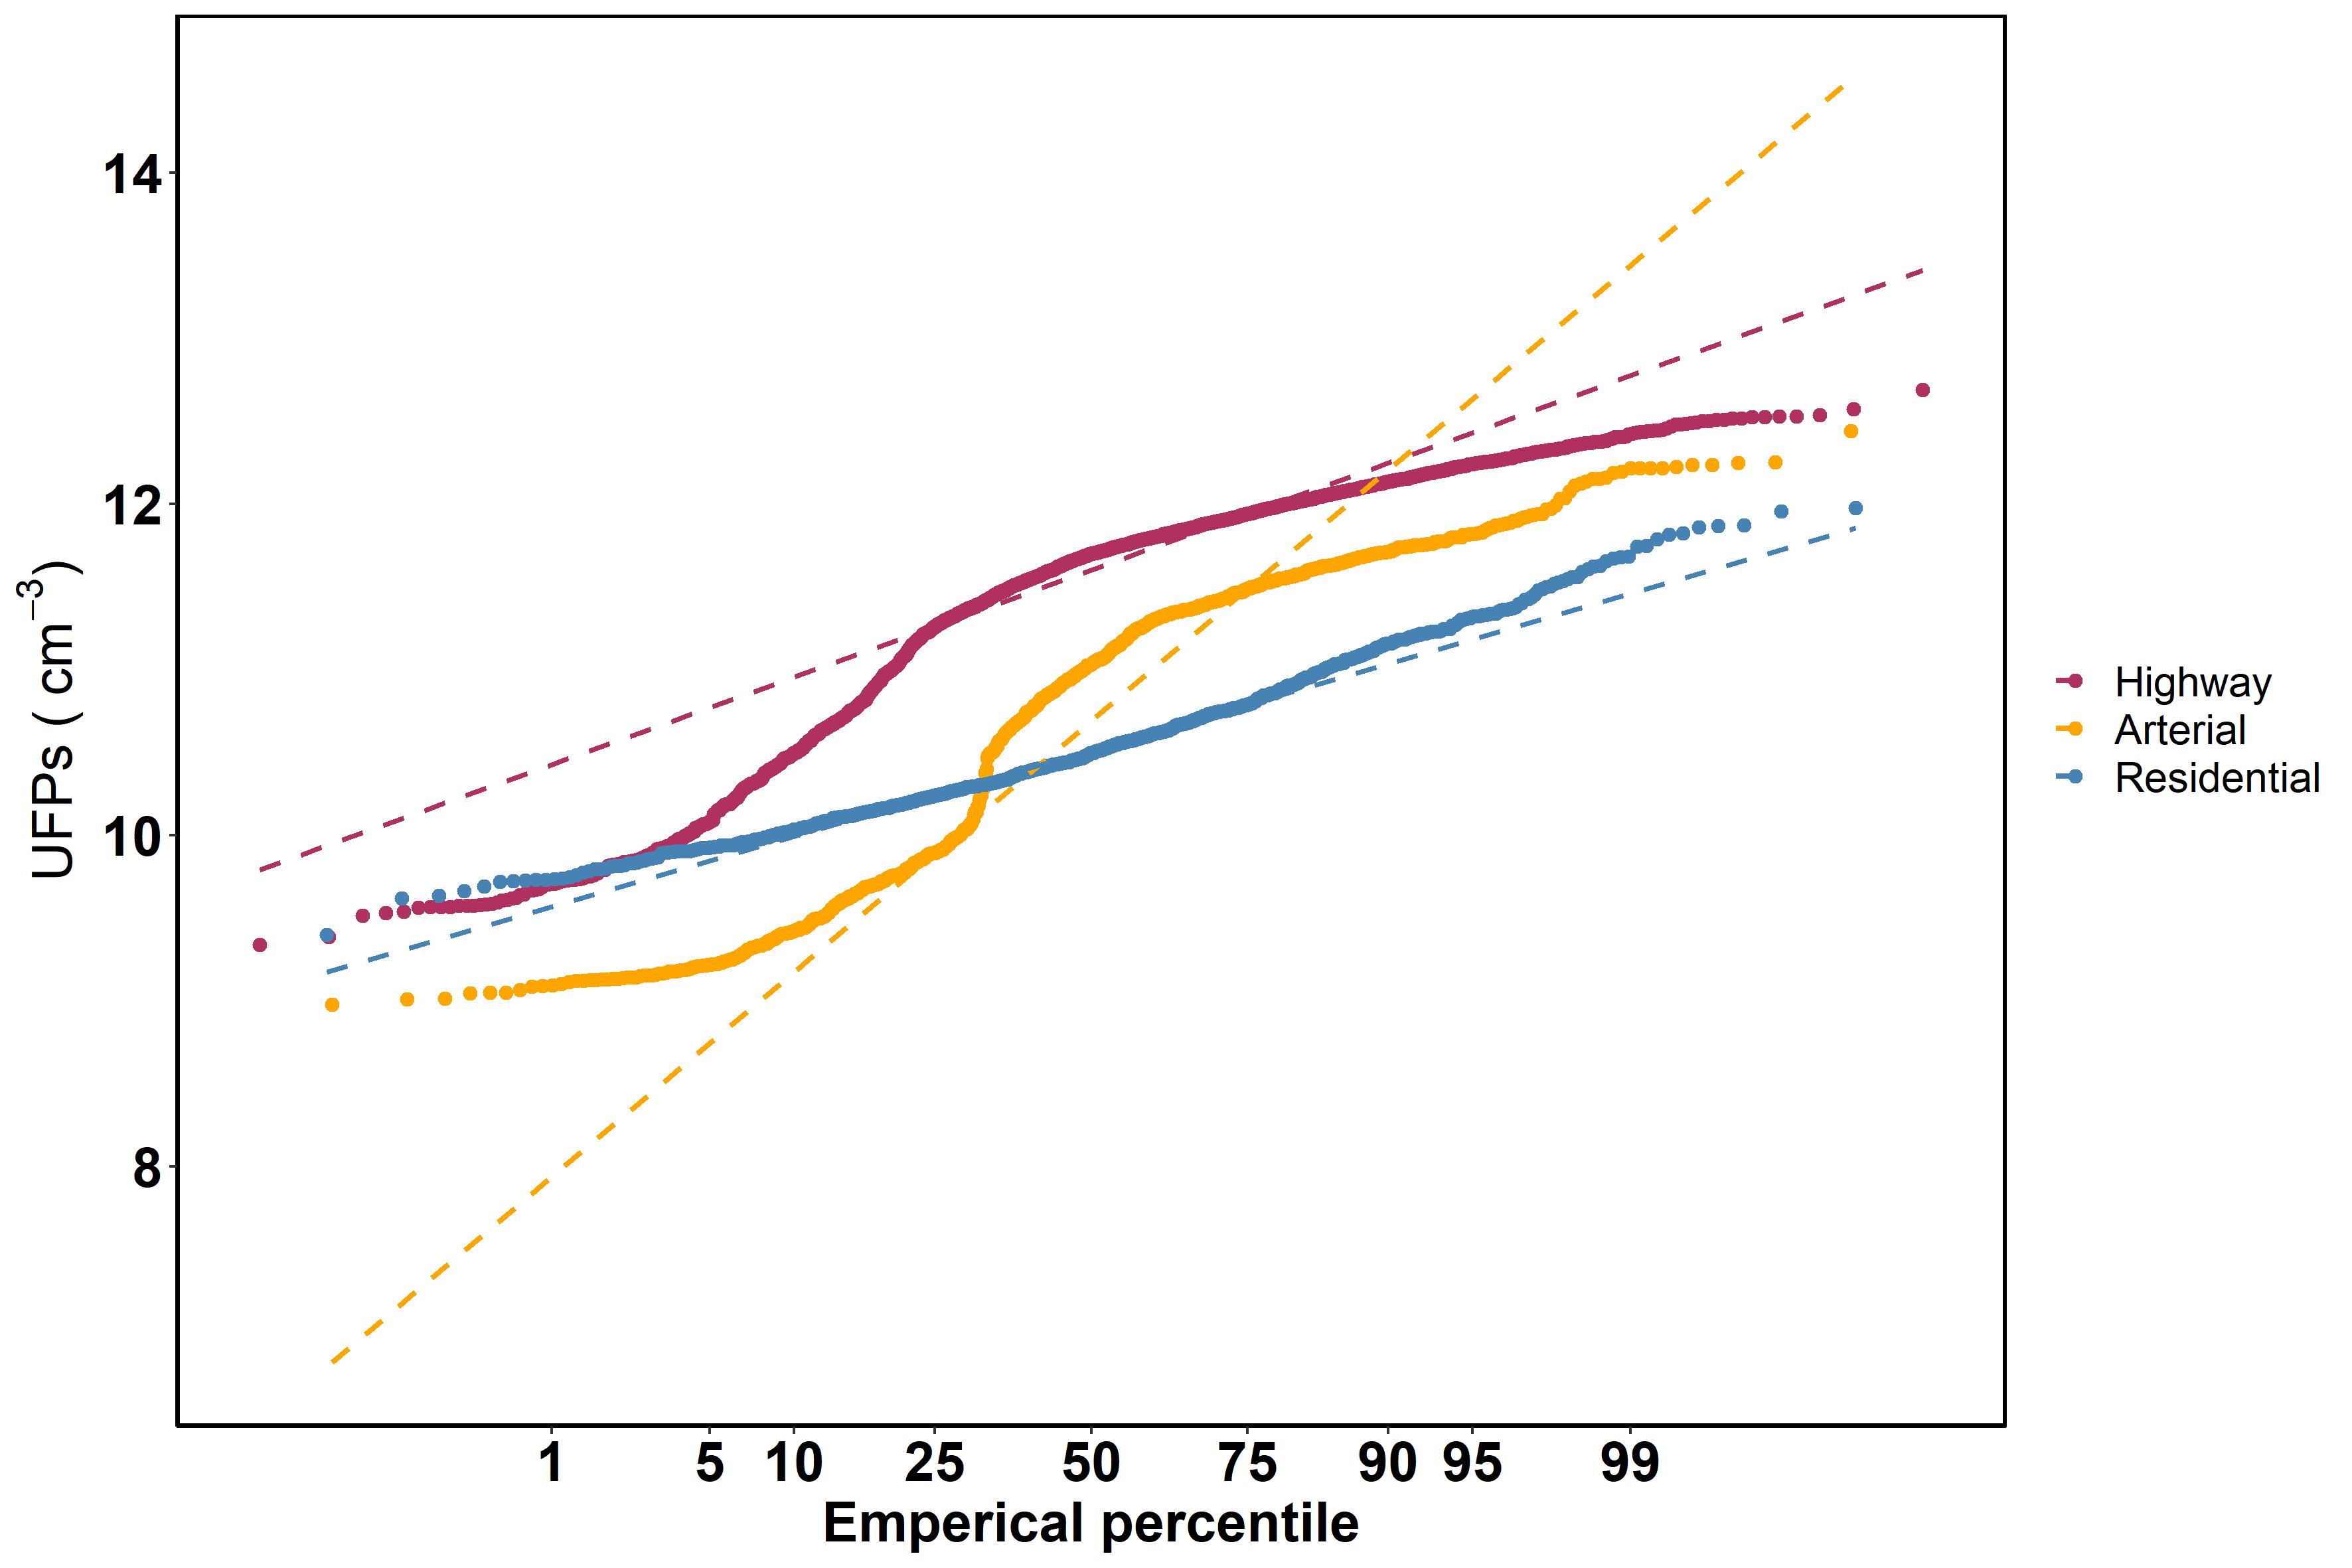 14
12
10
8
UFPs ( cm⁻³)
1 5 10 25 50 75 90 95 99
Emperical percentile
Highway
Arterial
Residential